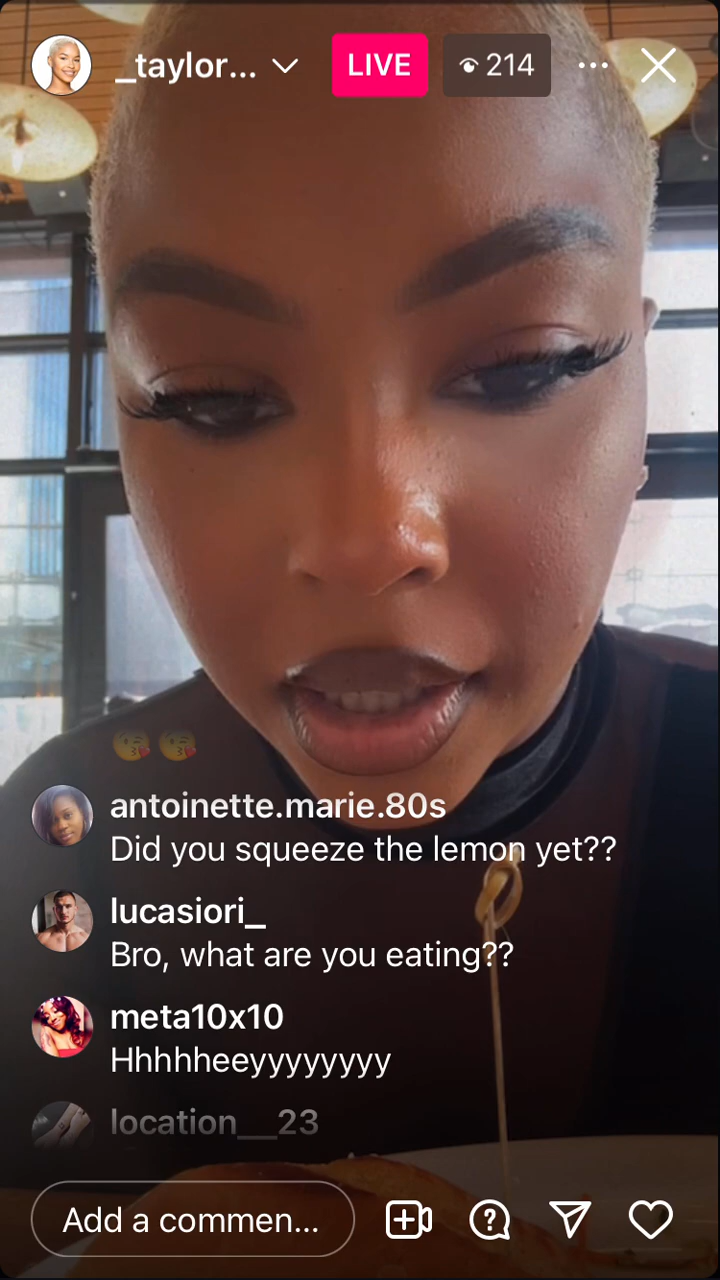 _taylor...
LIVE
214
😘 😘
antoinette.marie.80s
Did you squeeze the lemon yet??
lucasiori_
Bro, what are you eating??
meta10x10
Hhhhheeyyyyyyyy
location__23
Add a commen...